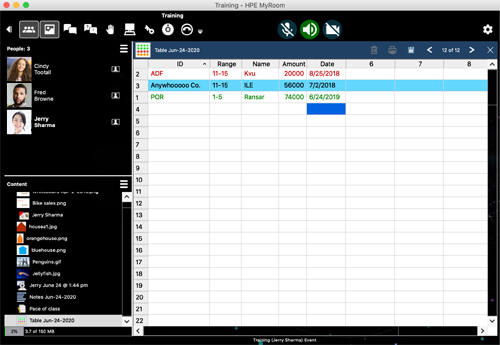 Training - HPE MyRoom
Training
People: 3
Cindy
Tootall
Fred
Browne
Jerry
Sharma
Content
Bike sales.png
Jerry Sharma
housea1.jpg
orangehouse.png
bluehouse.png
Penguins.gif
Jellyfish.jpg
Jerry June 24 @ 1:44 pm
Notes Jun-24-2020
Pace of class
Table Jun-24-2020
2% 3.7 of 150 MB
Table Jun-24-2020 12 of 12
ID Range Name Amount Date 6 7 8
2 ADF 11-15 Kvu 20000 8/25/2018
3 Anywhooooo Co. 11-15 ILE 56000 7/2/2018
1 POR 1-5 Ransar 74000 6/24/2019
4
5
6
7
8
9
10
11
12
13
14
15
16
17
18
19
20
21
22
Training (Jerry Sharma) Event